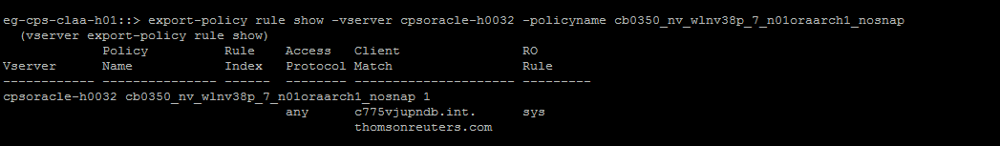 eg-cps-claa-h01::> export-policy rule show -vserver cpsoracle-h0032 -policyname cb0350_nv_wlnv38p_7_n01oraarch1_nosnap
(vserver export-policy rule show)
Policy Rule Access Client RO
Vserver Name Index Protocol Match Rule
------------ --------------- ------ -------- --------------------- ---------
cpsoracle-h0032 cb0350_nv_wlnv38p_7_n01oraarch1_nosnap 1
any c775vjupndb.int. sys
thomsonreuters.com